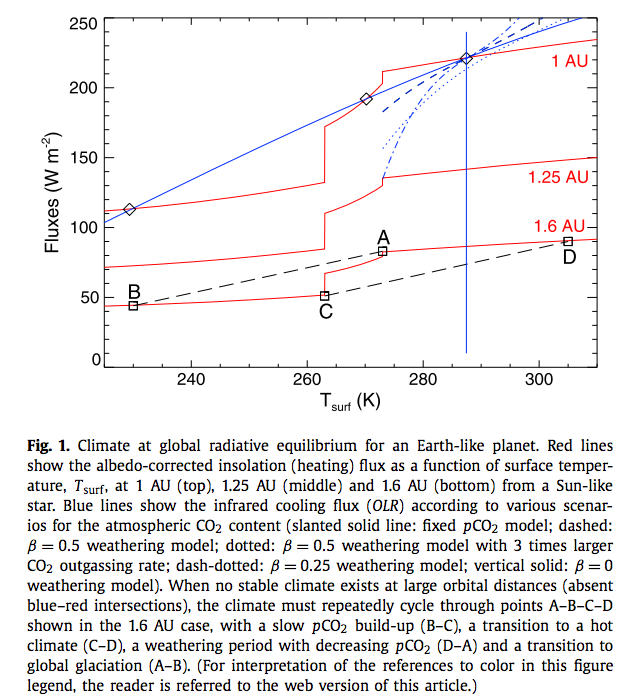 250
200
150
100
50
0
Fluxes (W m-2)
1 AU
1.25 AU
1.6 AU
A
B
C
D
240
260
280
300
Tsurf (K)
Fig. 1. Climate at global radiative equilibrium for an Earth-like planet. Red lines
show the albedo-corrected insolation (heating) flux as a function of surface temper-
ature, Tsurf, at 1 AU (top), 1.25 AU (middle) and 1.6 AU (bottom) from a Sun-like
star. Blue lines show the infrared cooling flux (OLR) according to various scenar-
ios for the atmospheric CO2 content (slanted solid line: fixed pCO2 model; dashed:
β = 0.5 weathering model; dotted: β = 0.5 weathering model with 3 times larger
CO2 outgassing rate; dash-dotted: β = 0.25 weathering model; vertical solid: β = 0
weathering model). When no stable climate exists at large orbital distances (absent
blue–red intersections), the climate must repeatedly cycle through points A–B–C–D
shown in the 1.6 AU case, with a slow pCO2 build-up (B–C), a transition to a hot
climate (C–D), a weathering period with decreasing pCO2 (D–A) and a transition to
global glaciation (A–B). (For interpretation of the references to color in this figure
legend, the reader is referred to the web version of this article.)